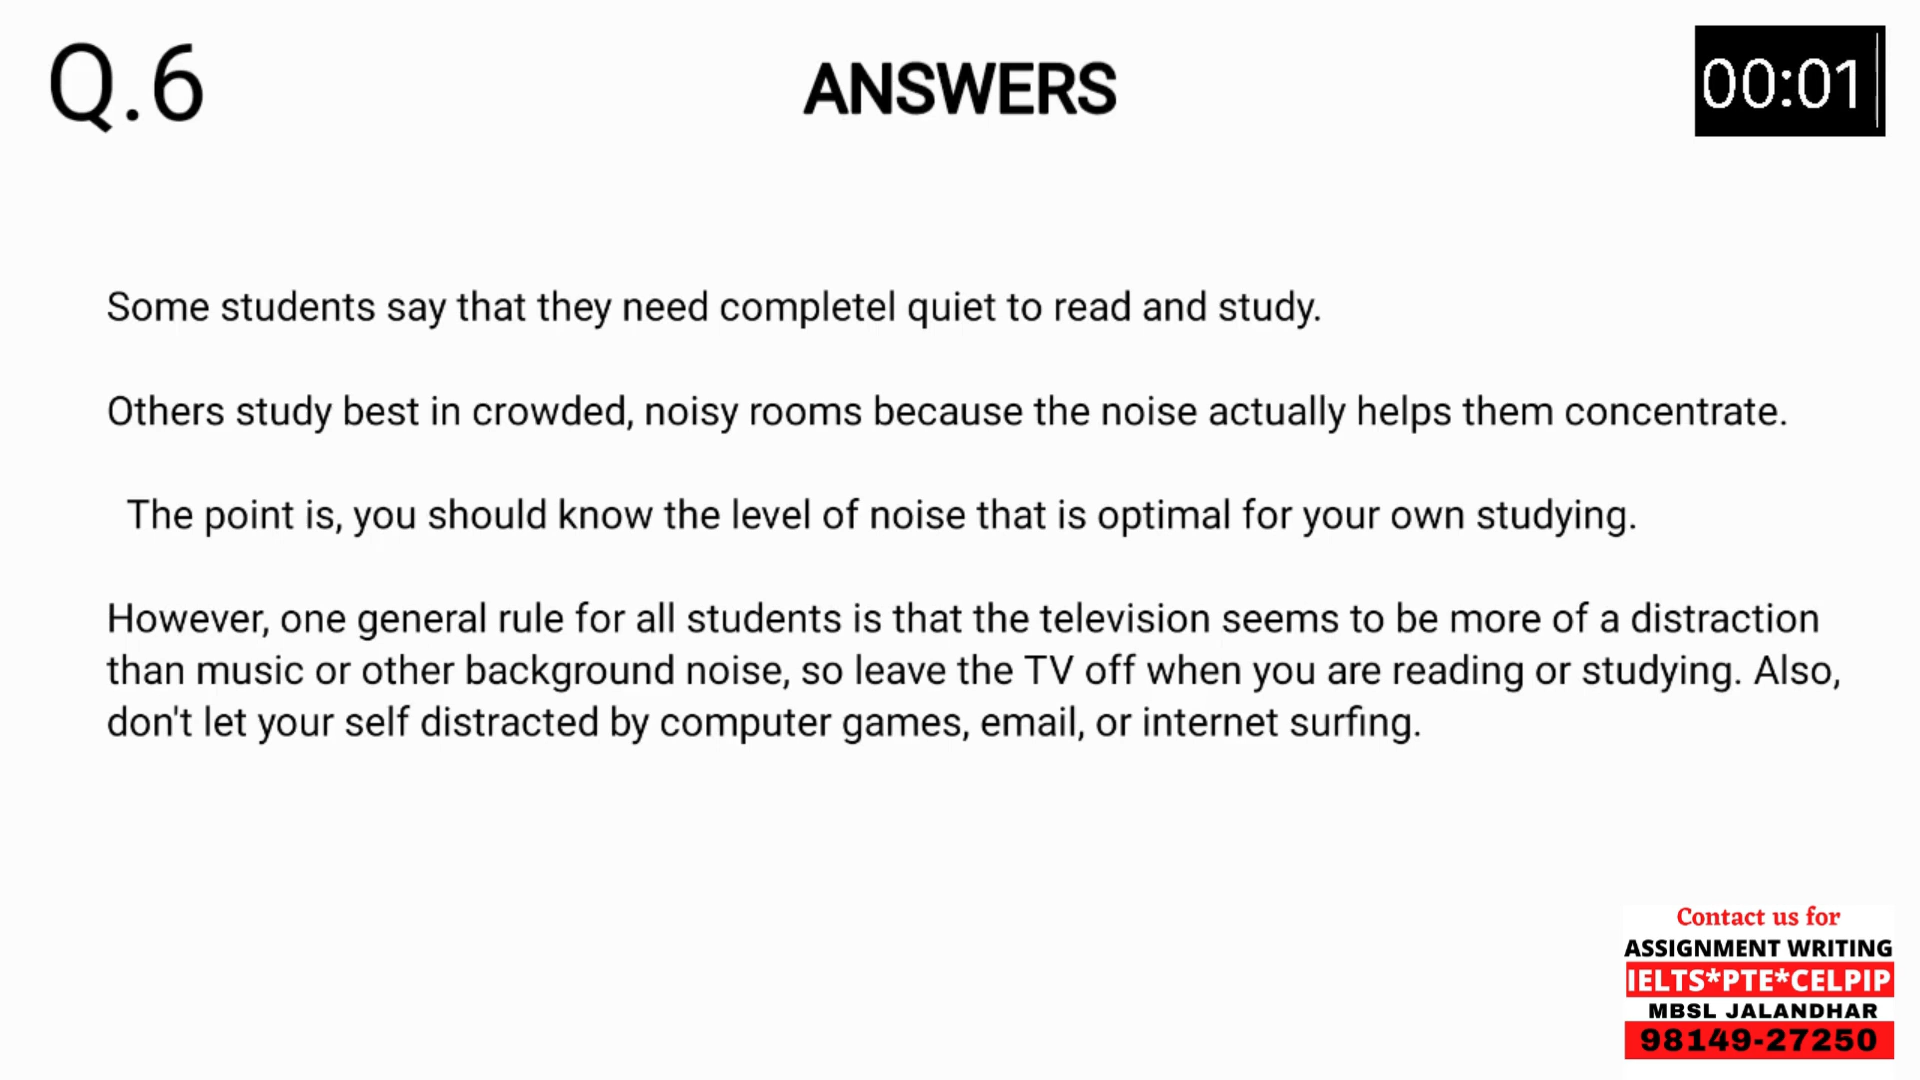 Q.6
ANSWERS
00:01
Some students say that they need completel quiet to read and study.
Others study best in crowded, noisy rooms because the noise actually helps them concentrate.
The point is, you should know the level of noise that is optimal for your own studying.
However, one general rule for all students is that the television seems to be more of a distraction
than music or other background noise, so leave the TV off when you are reading or studying. Also,
don't let your self distracted by computer games, email, or internet surfing.
Contact us for
ASSIGNMENT WRITING
IELTS*PTE*CELPIP
MBSL JALANDHAR
98149-27250